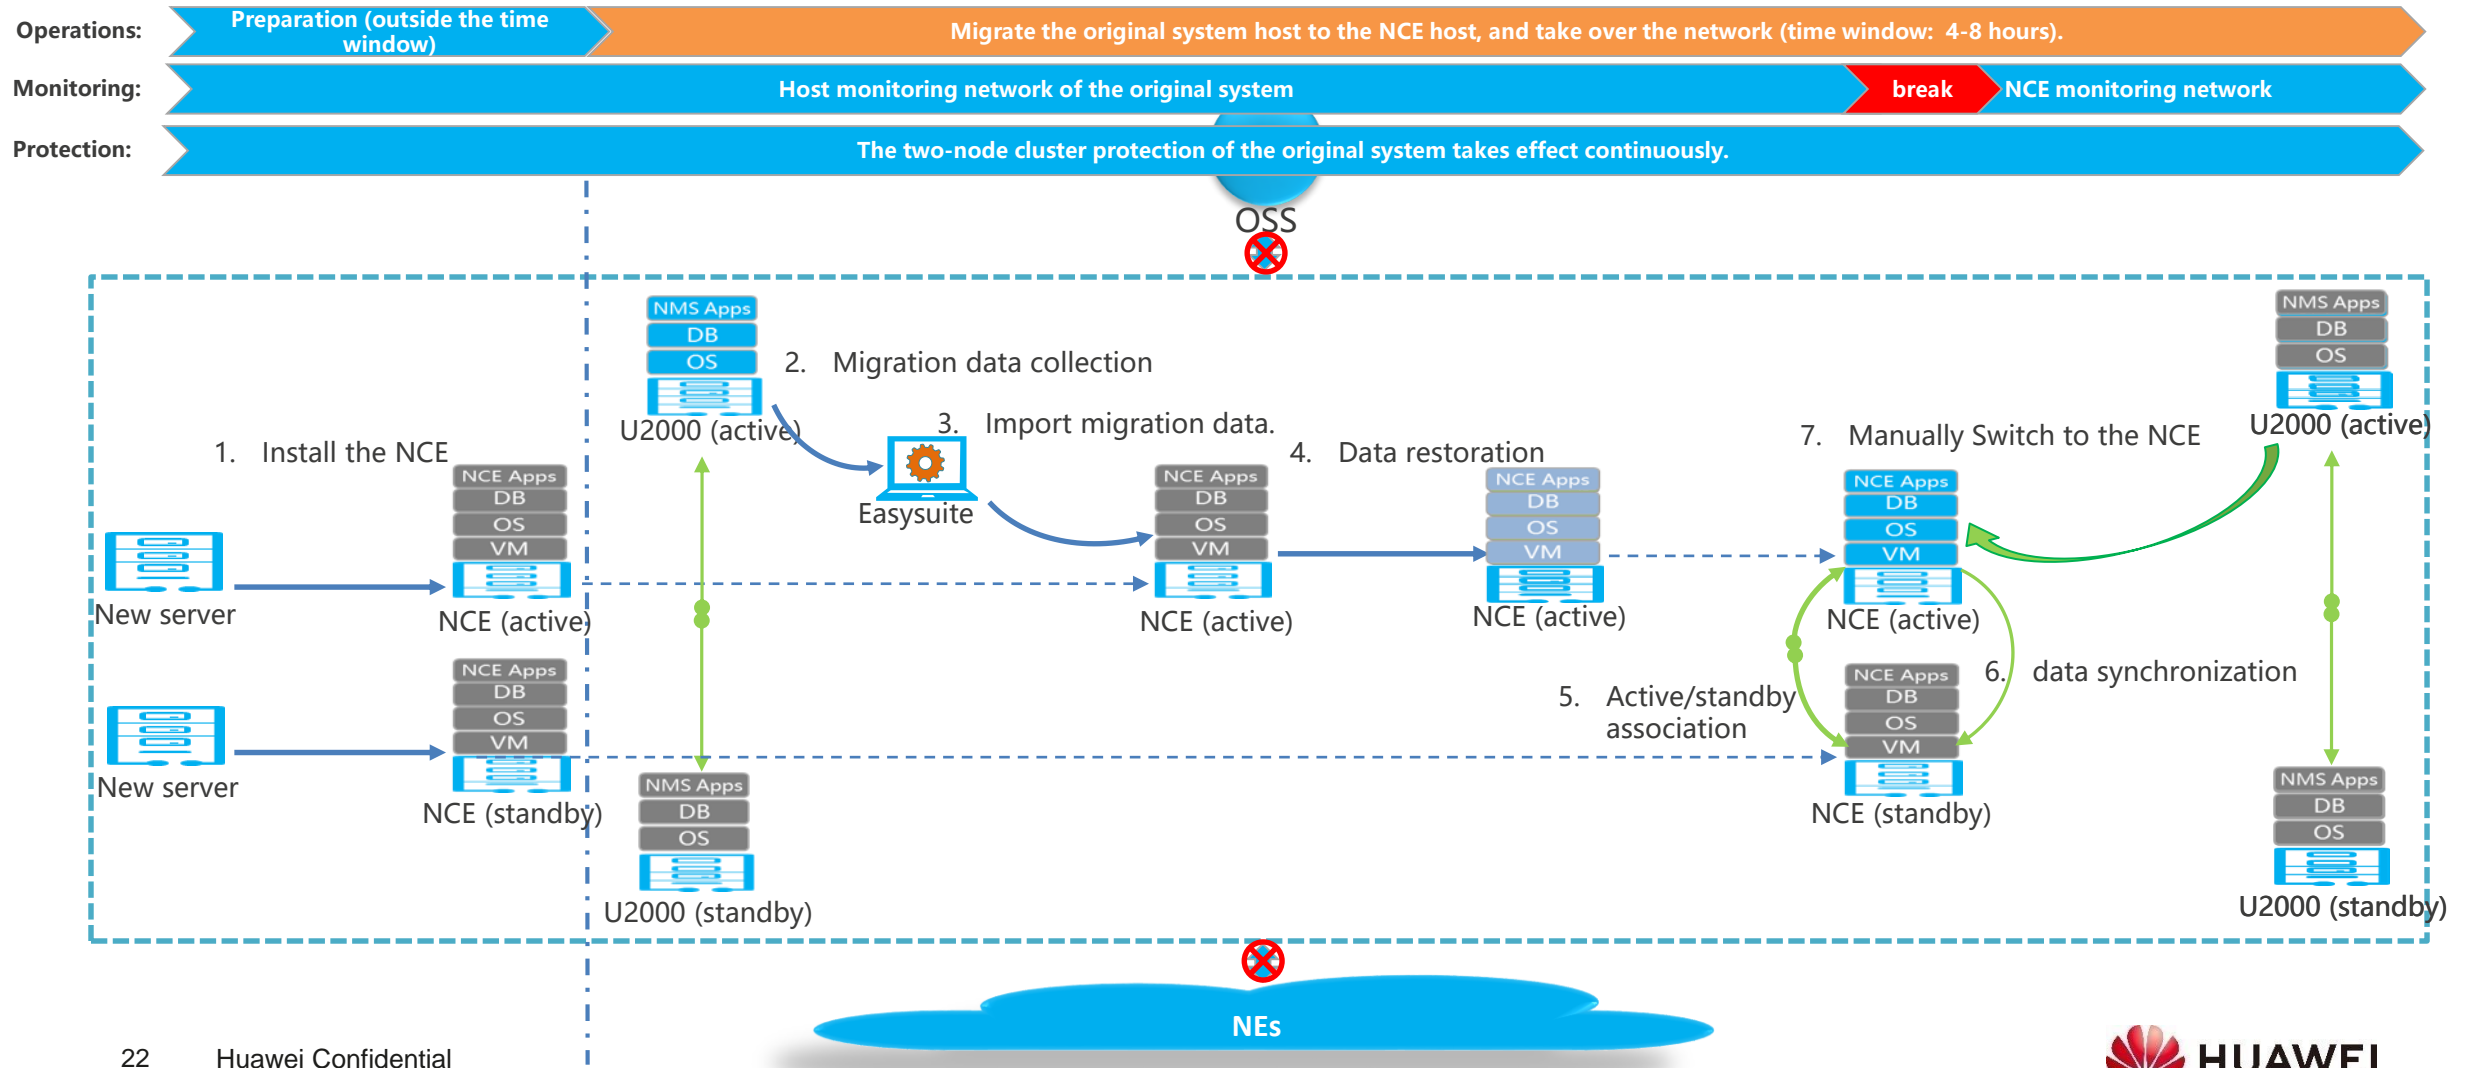 Operations:
Preparation (outside the time
window)
Migrate the original system host to the NCE host, and take over the network (time window: 4-8 hours).
Monitoring:
Host monitoring network of the original system
break
NCE monitoring network
Protection:
The two-node cluster protection of the original system takes effect continuously.
OSS
NMS Apps
DB
OS
U2000 (active)
2. Migration data collection
3. Import migration data.
Easysuite
1. Install the NCE
New server
NCE Apps
DB
OS
VM
NCE (active)
New server
NCE Apps
DB
OS
VM
NCE (standby)
NMS Apps
DB
OS
U2000 (standby)
NCE Apps
DB
OS
VM
NCE (active)
4. Data restoration
NCE Apps
DB
OS
VM
NCE (active)
7. Manually Switch to the NCE
NCE Apps
DB
OS
VM
NCE (active)
5. Active/standby
association
6. data synchronization
NCE Apps
DB
OS
VM
NCE (standby)
NMS Apps
DB
OS
U2000 (active)
NMS Apps
DB
OS
U2000 (standby)
NEs
22 Huawei Confidential
HUAWEI